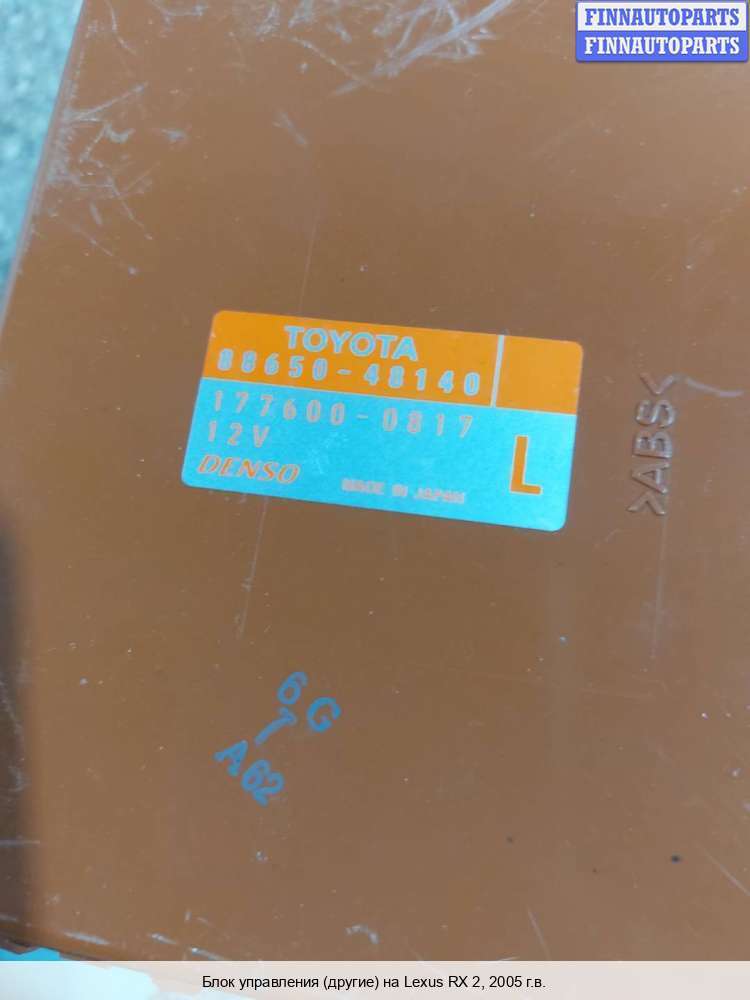 FINNAUTOPARTS
FINNAUTOPARTS
TOYOTA
88650-48140
177600-0817
12V
DENSO
MADE IN JAPAN
L
>ABS<
6G
7
A62
Блок управления (другие) на Lexus RX 2, 2005 г.в.